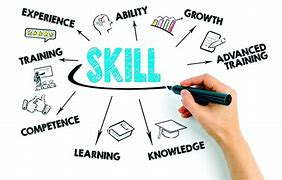 EXPERIENCE
ABILITY
GROWTH
TRAINING
SKILL
ADVANCED
TRAINING
COMPETENCE
LEARNING
KNOWLEDGE